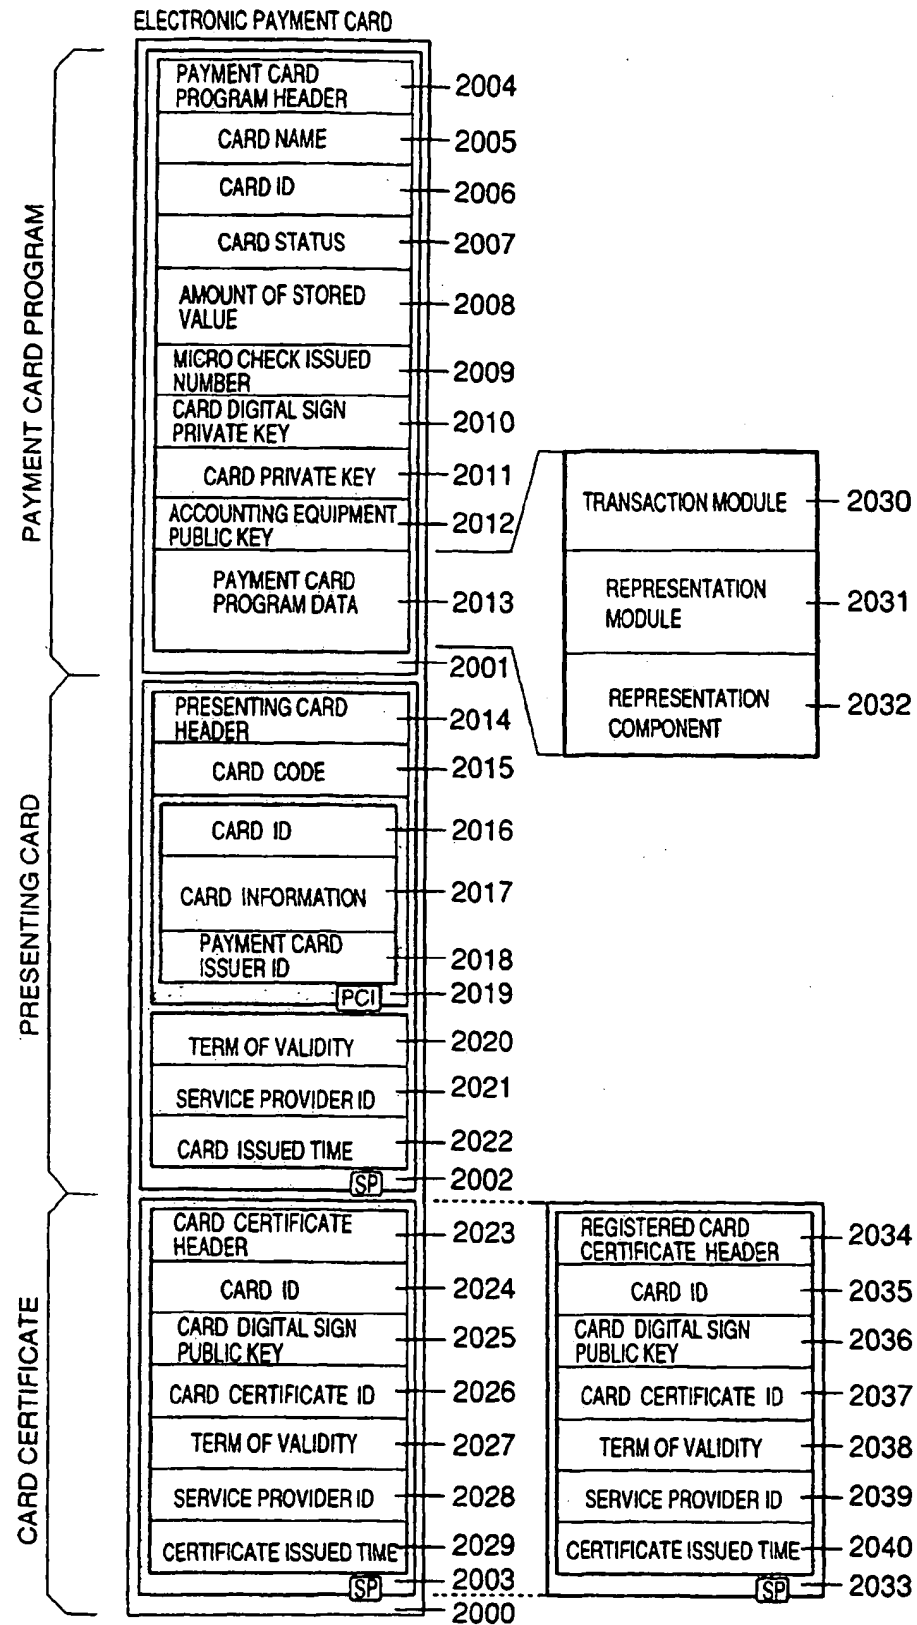 ELECTRONIC PAYMENT CARD
PAYMENT CARD PROGRAM
PAYMENT CARD
PROGRAM HEADER
2004
CARD NAME
2005
CARD ID
2006
CARD STATUS
2007
AMOUNT OF STORED
VALUE
2008
MICRO CHECK ISSUED
NUMBER
2009
CARD DIGITAL SIGN
PRIVATE KEY
2010
CARD PRIVATE KEY
2011
ACCOUNTING EQUIPMENT
PUBLIC KEY
2012
PAYMENT CARD
PROGRAM DATA
2013
2001
TRANSACTION MODULE
2030
REPRESENTATION
MODULE
2031
REPRESENTATION
COMPONENT
2032
PRESENTING CARD
PRESENTING CARD
HEADER
2014
CARD CODE
2015
CARD ID
2016
CARD INFORMATION
2017
PAYMENT CARD
ISSUER ID
2018
PCI
2019
TERM OF VALIDITY
2020
SERVICE PROVIDER ID
2021
CARD ISSUED TIME
2022
SP
2002
CARD CERTIFICATE
CARD CERTIFICATE
HEADER
2023
CARD ID
2024
CARD DIGITAL SIGN
PUBLIC KEY
2025
CARD CERTIFICATE ID
2026
TERM OF VALIDITY
2027
SERVICE PROVIDER ID
2028
CERTIFICATE ISSUED TIME
2029
SP
2003
2000
REGISTERED CARD
CERTIFICATE HEADER
2034
CARD ID
2035
CARD DIGITAL SIGN
PUBLIC KEY
2036
CARD CERTIFICATE ID
2037
TERM OF VALIDITY
2038
SERVICE PROVIDER ID
2039
CERTIFICATE ISSUED TIME
2040
SP
2033